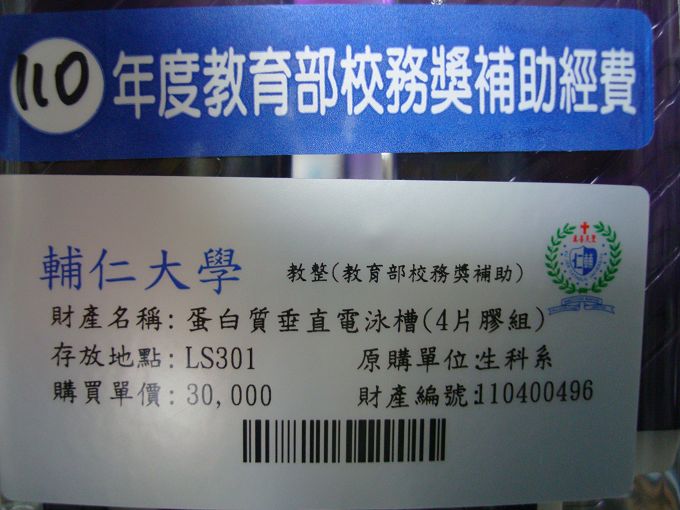 110 年度教育部校務獎補助經費
輔仁大學 教整(教育部校務獎補助)
財產名稱: 蛋白質垂直電泳槽(4片膠組)
存放地點: LS301 原購單位:生科系
購買單價: 30,000 財產編號:110400496